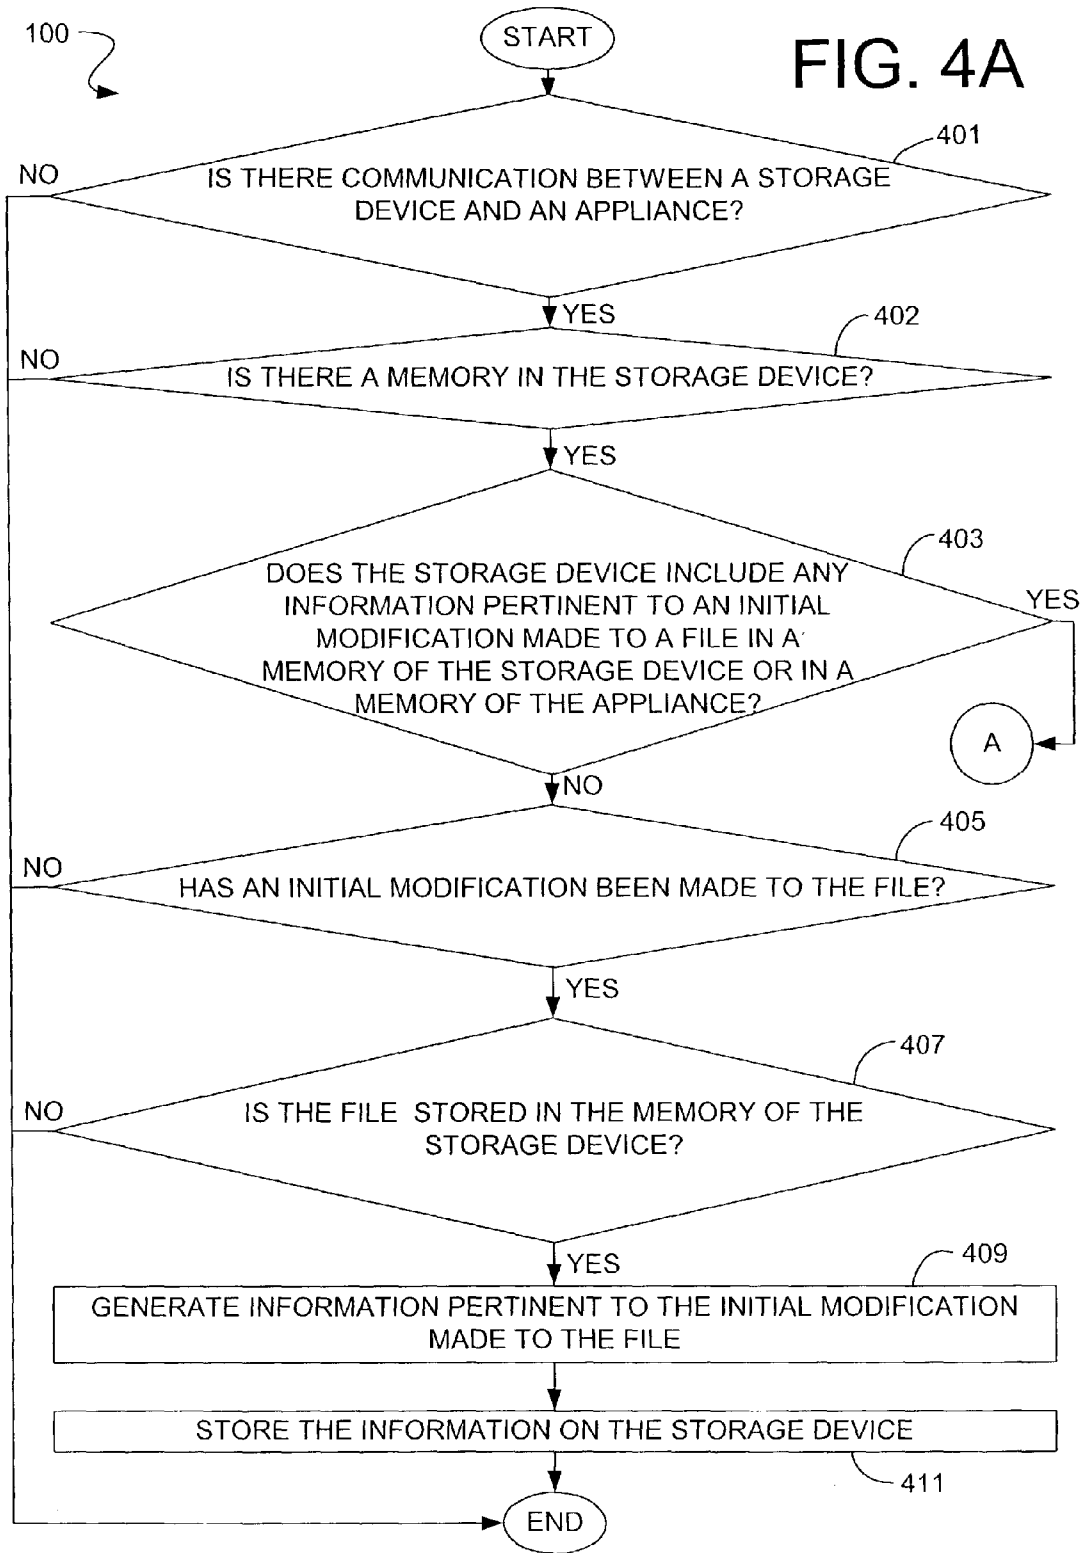 100
START
FIG. 4A
401
NO
IS THERE COMMUNICATION BETWEEN A STORAGE
DEVICE AND AN APPLIANCE?
YES
402
NO
IS THERE A MEMORY IN THE STORAGE DEVICE?
YES
403
DOES THE STORAGE DEVICE INCLUDE ANY
INFORMATION PERTINENT TO AN INITIAL
MODIFICATION MADE TO A FILE IN A
MEMORY OF THE STORAGE DEVICE OR IN A
MEMORY OF THE APPLIANCE?
YES
A
NO
405
NO
HAS AN INITIAL MODIFICATION BEEN MADE TO THE FILE?
YES
407
NO
IS THE FILE STORED IN THE MEMORY OF THE
STORAGE DEVICE?
YES
409
GENERATE INFORMATION PERTINENT TO THE INITIAL MODIFICATION
MADE TO THE FILE
STORE THE INFORMATION ON THE STORAGE DEVICE
411
END